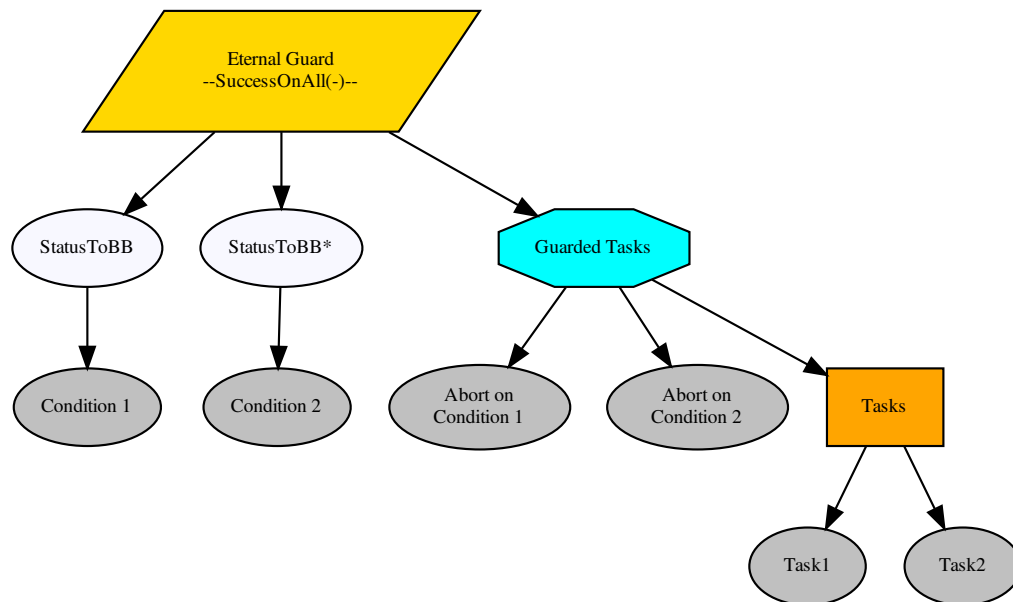 Eternal Guard
--SuccessOnAll(-)--
StatusToBB
StatusToBB*
Guarded Tasks
Condition 1
Condition 2
Abort on
Condition 1
Abort on
Condition 2
Tasks
Task1
Task2